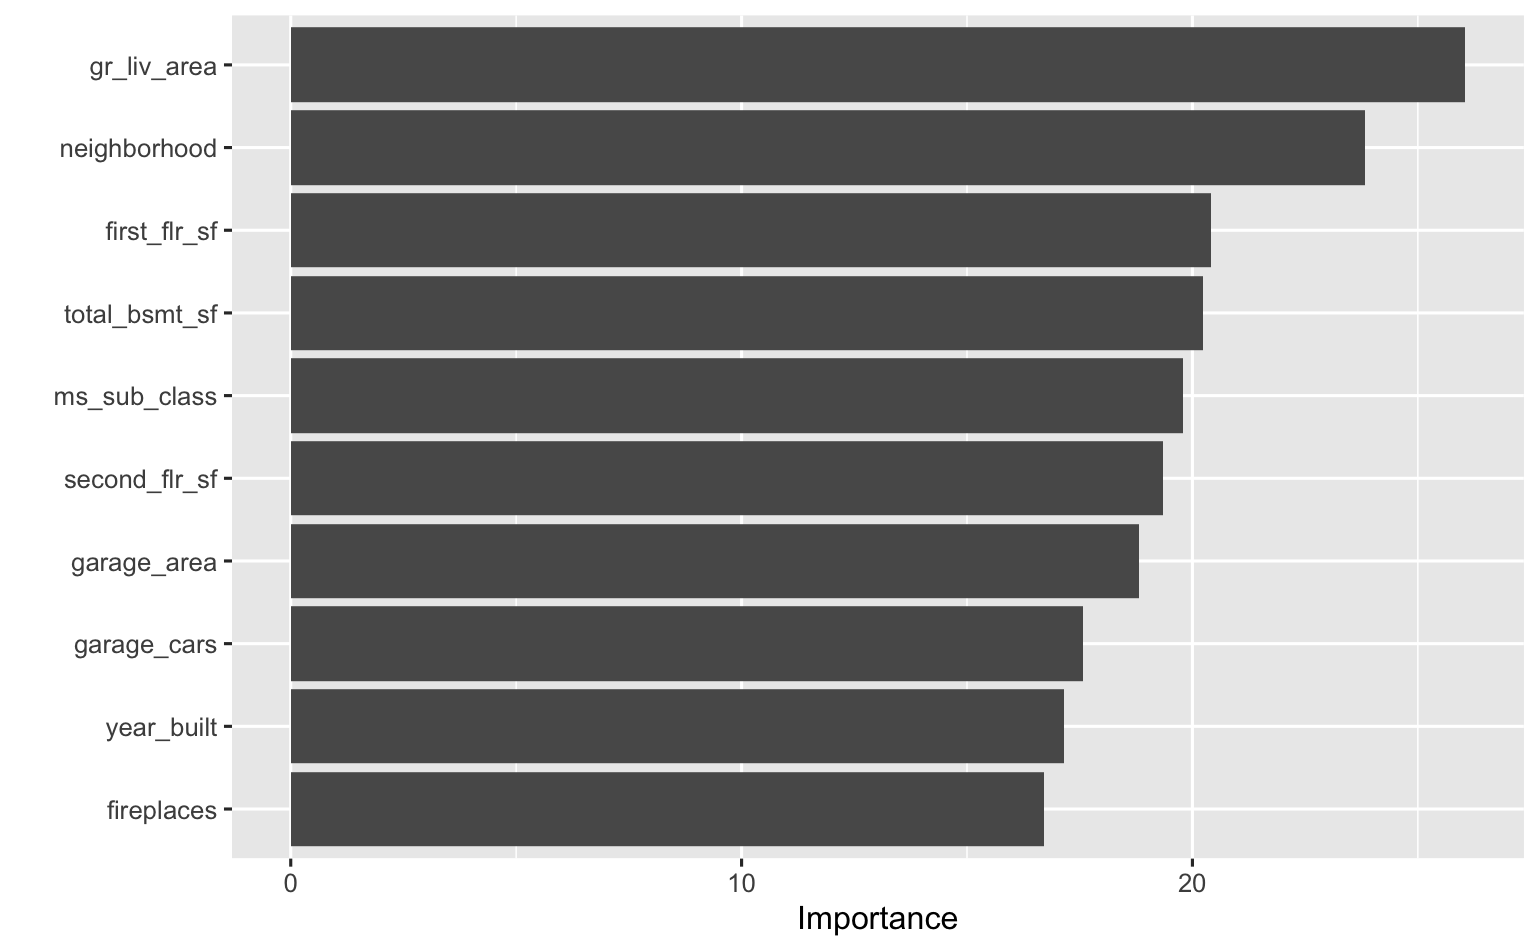 gr_liv_area
neighborhood
first_flr_sf
total_bsmt_sf
ms_sub_class
second_flr_sf
garage_area
garage_cars
year_built
fireplaces
0 10 20
Importance